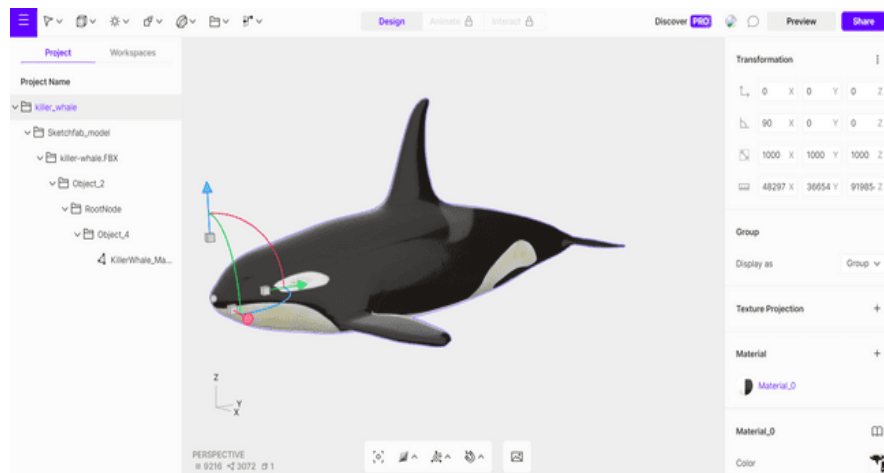 Design Animate Interact Discover PRO Preview Share
Project Workspaces
Project Name
killer_whale
Sketchfab_model
killer-whale.FBX
Object_2
RootNode
Object_4
KillerWhale_Ma...
Z
Y
X
PERSPECTIVE
9216 3072 1
Transformation
0 X 0 Y 0 Z
90 X 0 Y 0 Z
1000 X 1000 Y 1000 Z
48297 X 36654 Y 91985 Z
Group
Display as Group
Texture Projection +
Material +
Material_0
Material_0
Color